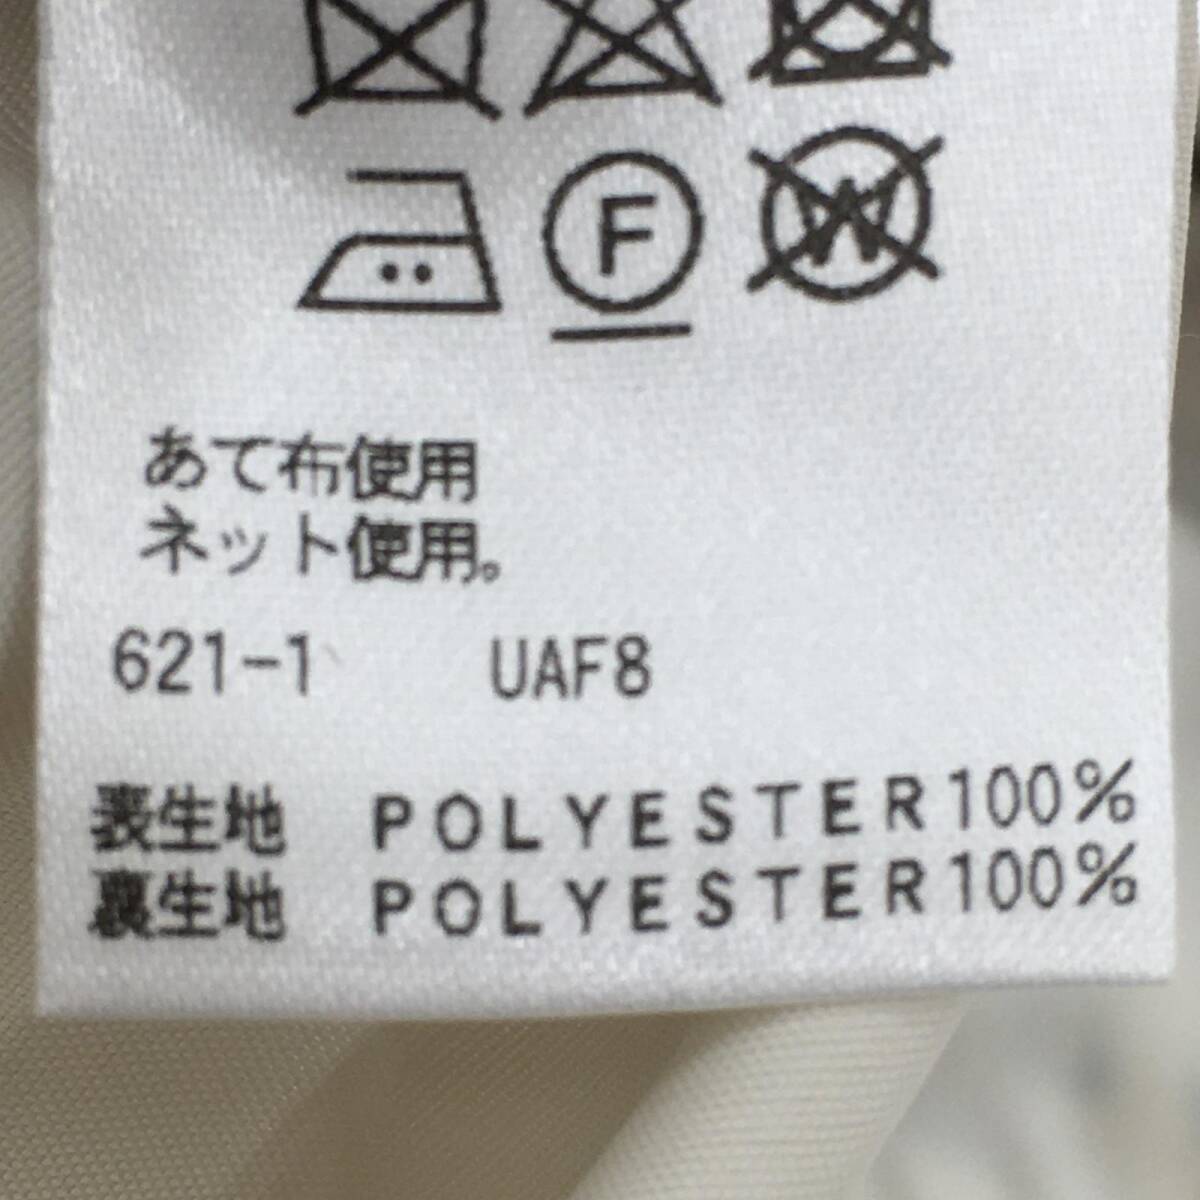 F W
あて布使用
ネット使用。
621-1 UAF8
表生地 POLYESTER100%
裏生地 POLYESTER100%